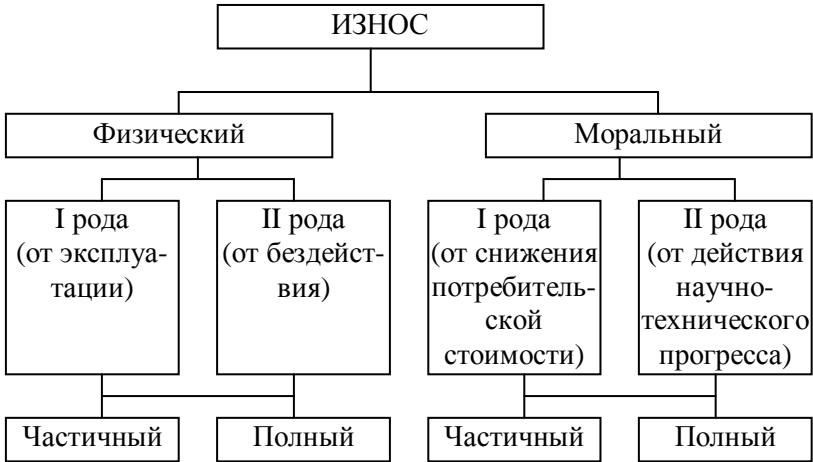 ИЗНОС
Физический
Моральный
I рода
(от эксплуа-
тации)
II рода
(от бездейст-
вия)
I рода
(от снижения
потребитель-
ской
стоимости)
II рода
(от действия
научно-
технического
прогресса)
Частичный
Полный
Частичный
Полный